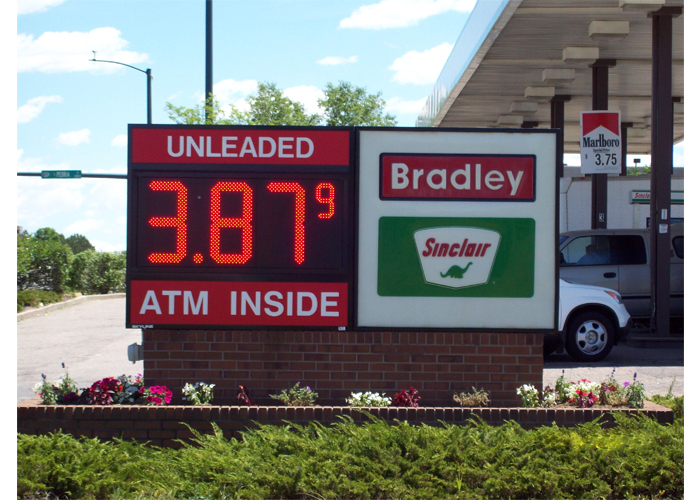 UNLEADED
3.87 9
ATM INSIDE
Bradley
Sinclair
Marlboro
$ 3.75